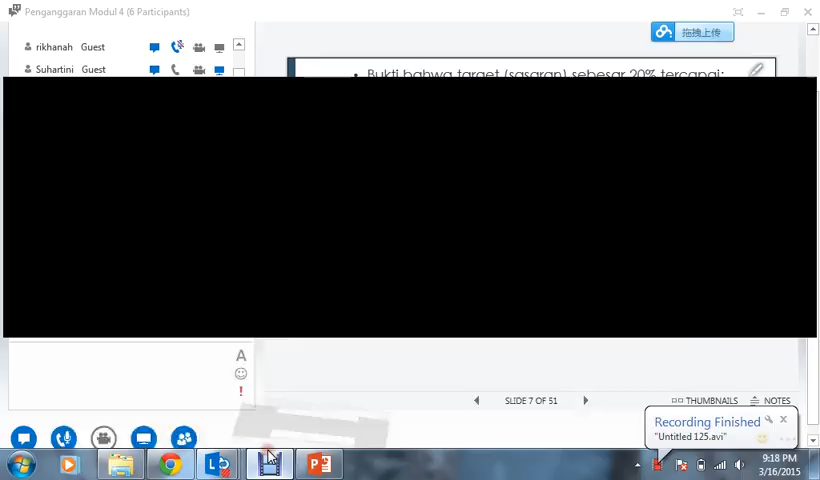 Penganggaran Modul 4 (6 Participants)
拖拽上传
rikhanah Guest
Suhartini Guest
• Bukti bahwa target (sasaran) sebesar 20% tercapai:
A
!
SLIDE 7 OF 51
THUMBNAILS
NOTES
Recording Finished
"Untitled 125.avi"
9:18 PM
3/16/2015